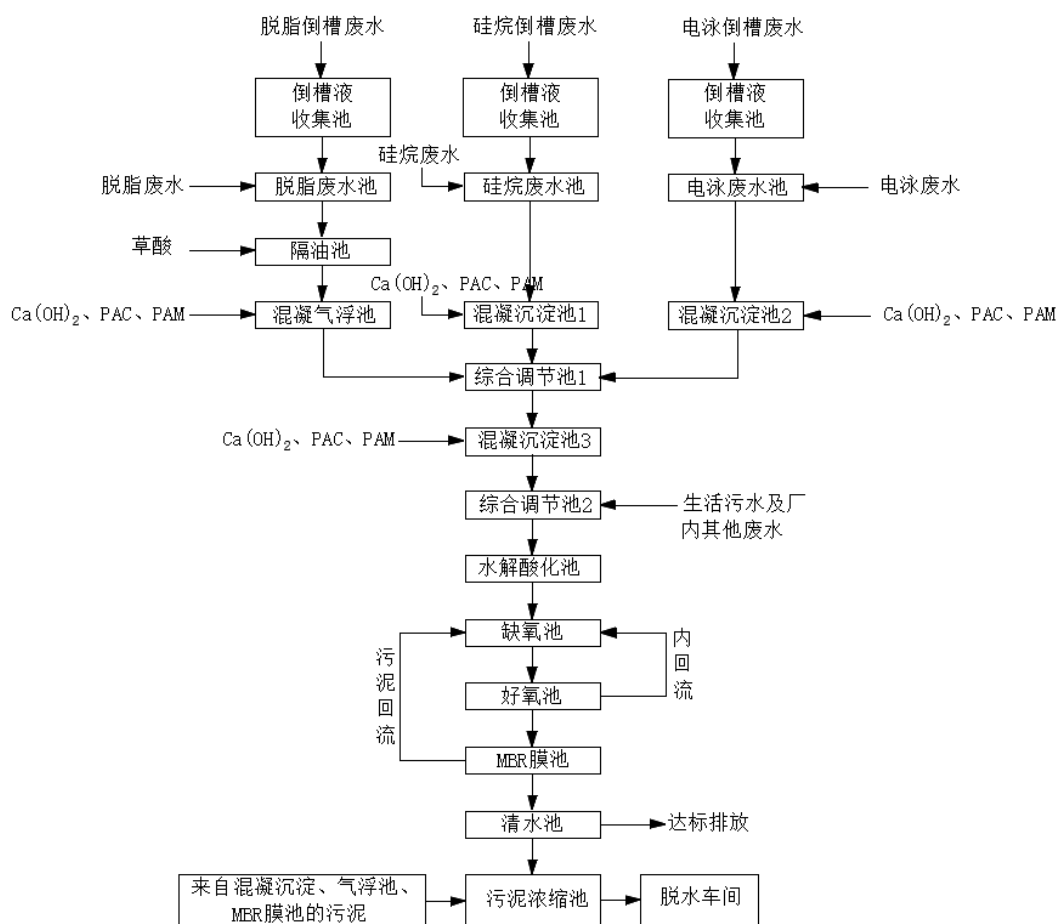 脱脂倒槽废水
硅烷倒槽废水
电泳倒槽废水
倒槽液
收集池
倒槽液
收集池
倒槽液
收集池
硅烷废水
脱脂废水
脱脂废水池
硅烷废水池
电泳废水池
电泳废水
草酸
隔油池
Ca(OH)₂、PAC、PAM
Ca(OH)₂、PAC、PAM
混凝气浮池
混凝沉淀池1
混凝沉淀池2
Ca(OH)₂、PAC、PAM
综合调节池1
Ca(OH)₂、PAC、PAM
混凝沉淀池3
综合调节池2
生活污水及厂
内其他废水
水解酸化池
缺氧池
污泥回流
内回流
好氧池
MBR膜池
清水池
达标排放
来自混凝沉淀、气浮池、
MBR膜池的污泥
污泥浓缩池
脱水车间